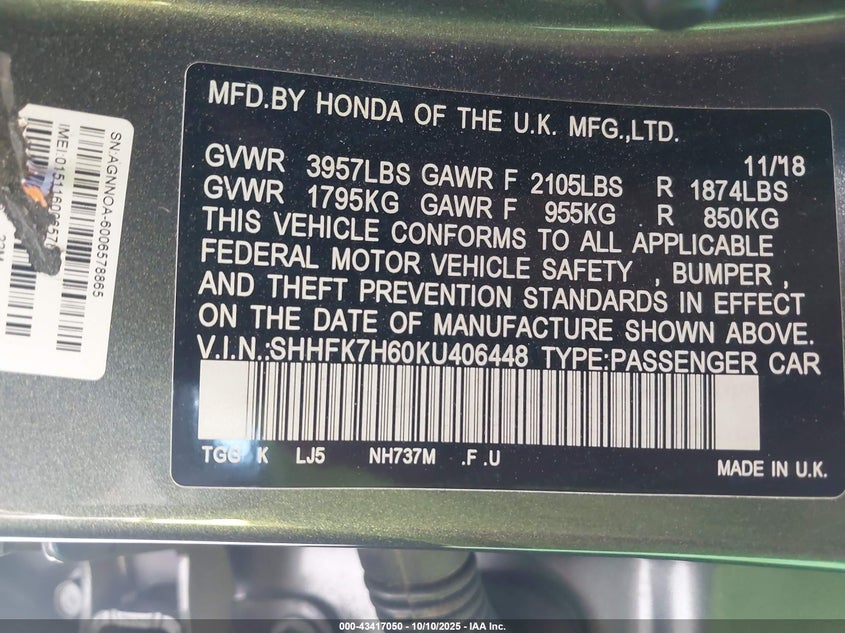 MFD.BY HONDA OF THE U.K. MFG.,LTD.
11/18
GVWR 3957LBS GAWR F 2105LBS R 1874LBS
GVWR 1795KG GAWR F 955KG R 850KG
THIS VEHICLE CONFORMS TO ALL APPLICABLE
FEDERAL MOTOR VEHICLE SAFETY , BUMPER ,
AND THEFT PREVENTION STANDARDS IN EFFECT
ON THE DATE OF MANUFACTURE SHOWN ABOVE.
V.I.N.:SHHFK7H60KU406448 TYPE:PASSENGER CAR
TGG K LJ5 NH737M .F .U
MADE IN U.K.
SN:AGNNOA-6006578865
000-43417050 - 10/10/2025 - IAA Inc.